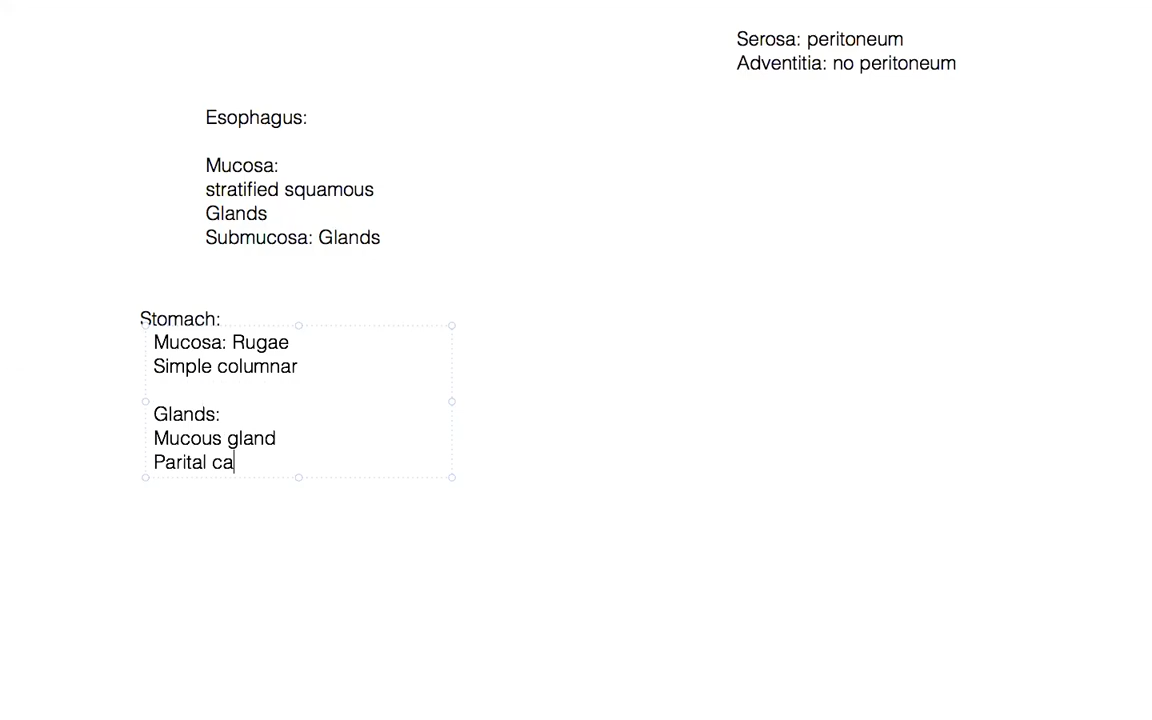 Serosa: peritoneum
Adventitia: no peritoneum
Esophagus:
Mucosa:
stratified squamous
Glands
Submucosa: Glands
Stomach:
Mucosa: Rugae
Simple columnar
Glands:
Mucous gland
Parital ca